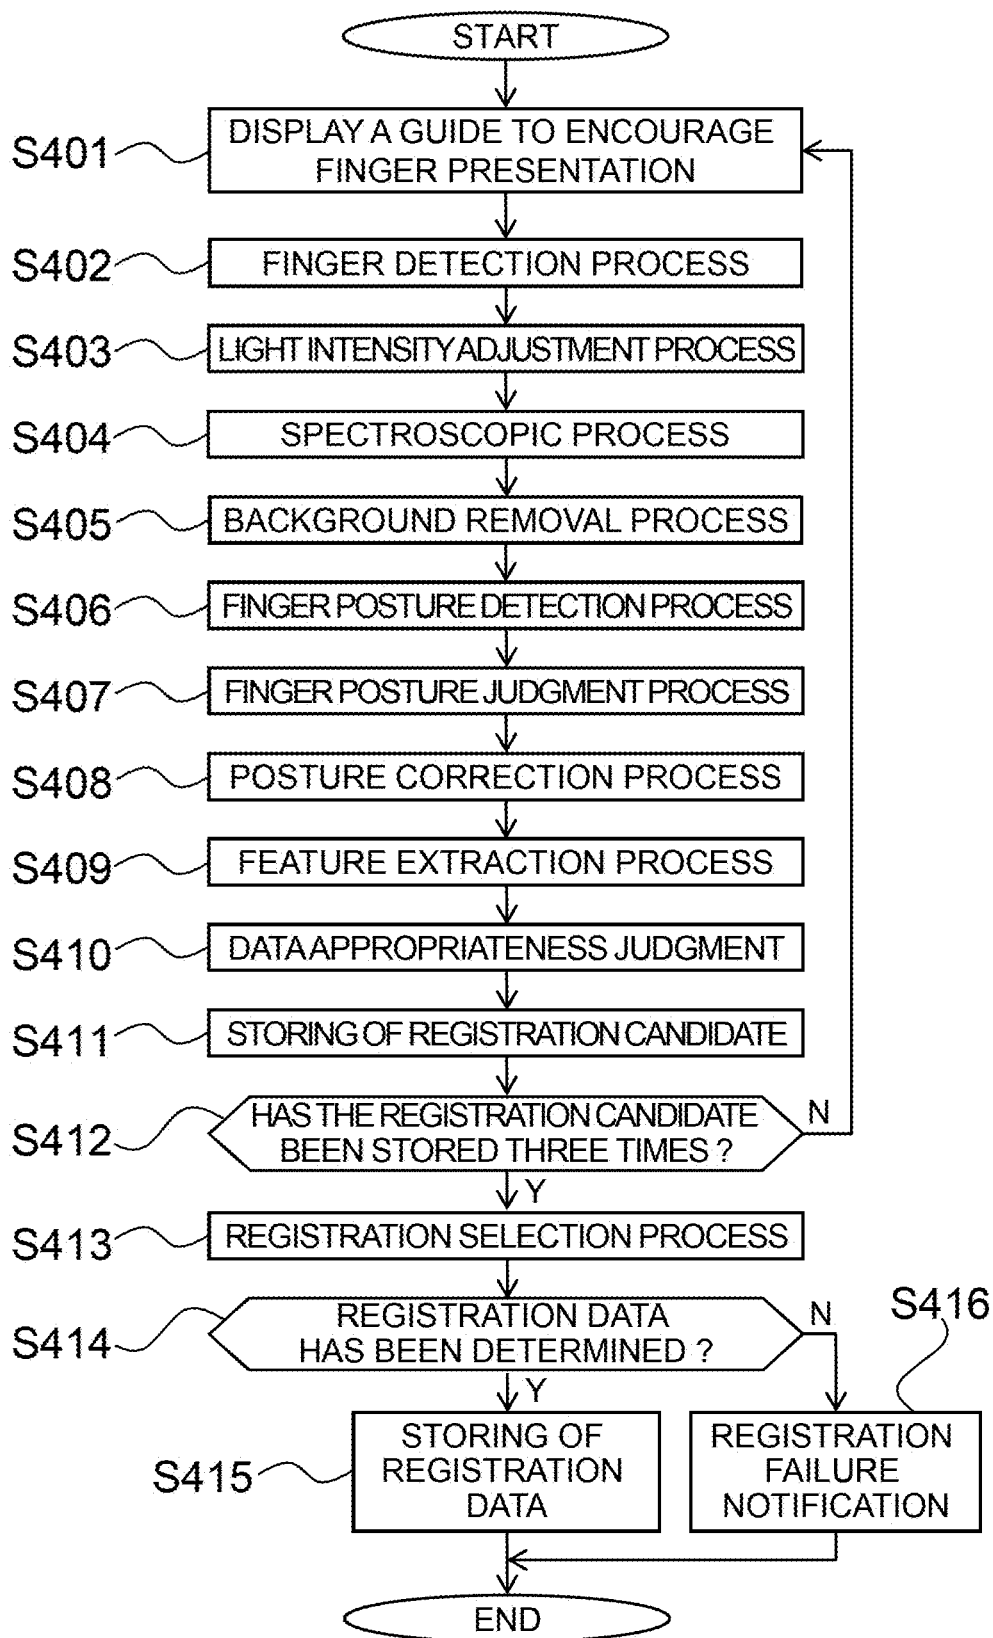 START
S401
DISPLAY A GUIDE TO ENCOURAGE
FINGER PRESENTATION
S402
FINGER DETECTION PROCESS
S403
LIGHT INTENSITY ADJUSTMENT PROCESS
S404
SPECTROSCOPIC PROCESS
S405
BACKGROUND REMOVAL PROCESS
S406
FINGER POSTURE DETECTION PROCESS
S407
FINGER POSTURE JUDGMENT PROCESS
S408
POSTURE CORRECTION PROCESS
S409
FEATURE EXTRACTION PROCESS
S410
DATA APPROPRIATENESS JUDGMENT
S411
STORING OF REGISTRATION CANDIDATE
S412
HAS THE REGISTRATION CANDIDATE
BEEN STORED THREE TIMES ?
N
Y
S413
REGISTRATION SELECTION PROCESS
S414
REGISTRATION DATA
HAS BEEN DETERMINED ?
N
S416
Y
S415
STORING OF
REGISTRATION
DATA
REGISTRATION
FAILURE
NOTIFICATION
END